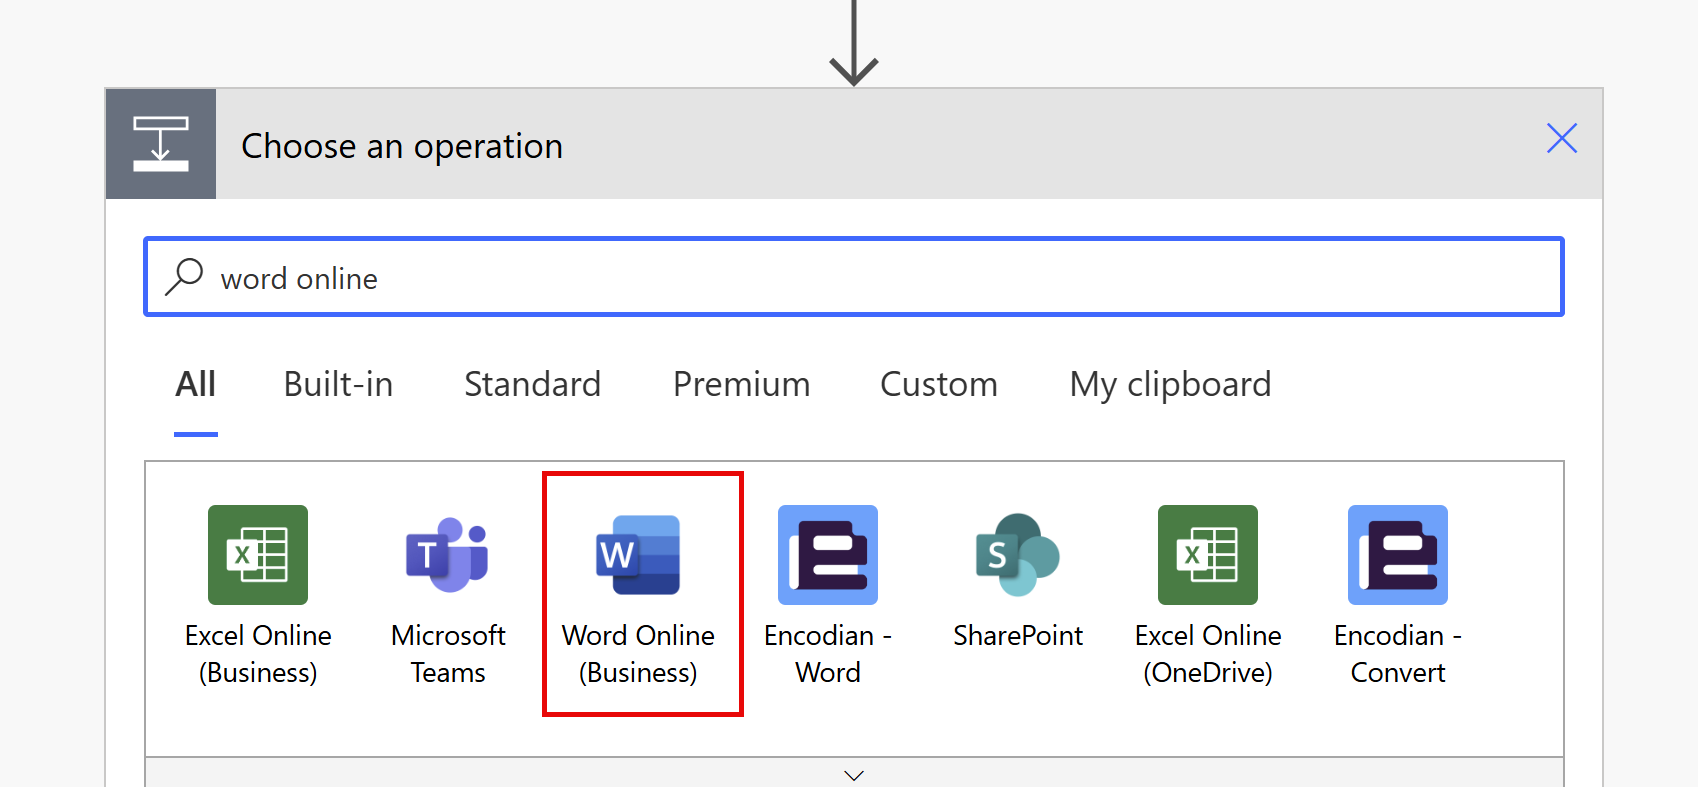 Choose an operation
word online
All Built-in Standard Premium Custom My clipboard
X T W S X
Excel Online Microsoft Word Online Encodian - SharePoint Excel Online Encodian -
(Business) Teams (Business) Word (OneDrive) Convert